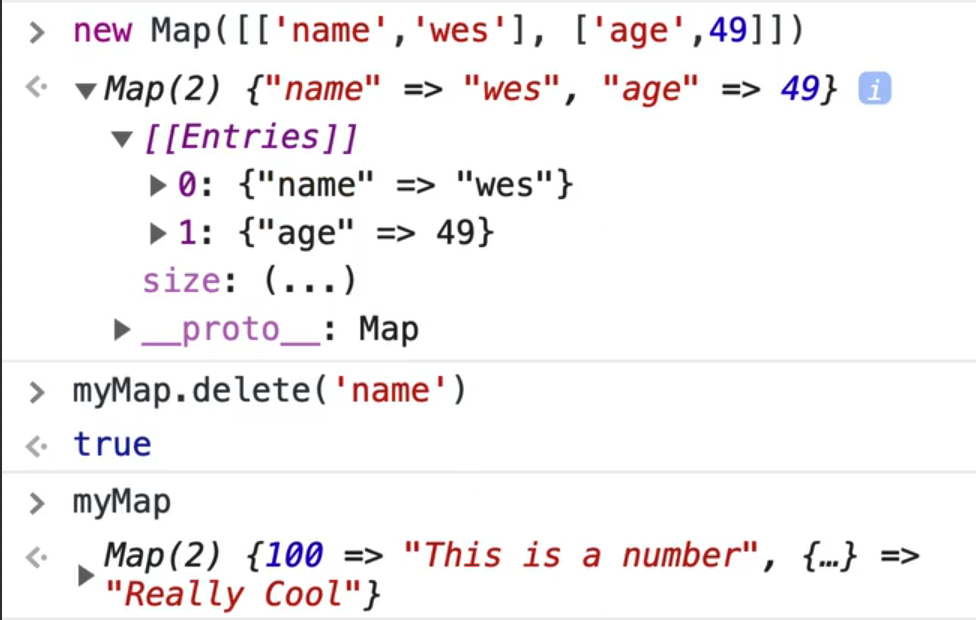 > new Map([['name','wes'], ['age',49]])
<· ▼Map(2) {"name" => "wes", "age" => 49} i
▼[[Entries]]
▶0: {"name" => "wes"}
▶1: {"age" => 49}
size: (...)
▶__proto__: Map
> myMap.delete('name')
<· true
> myMap
<· ▶Map(2) {100 => "This is a number", {…} =>
"Really Cool"}